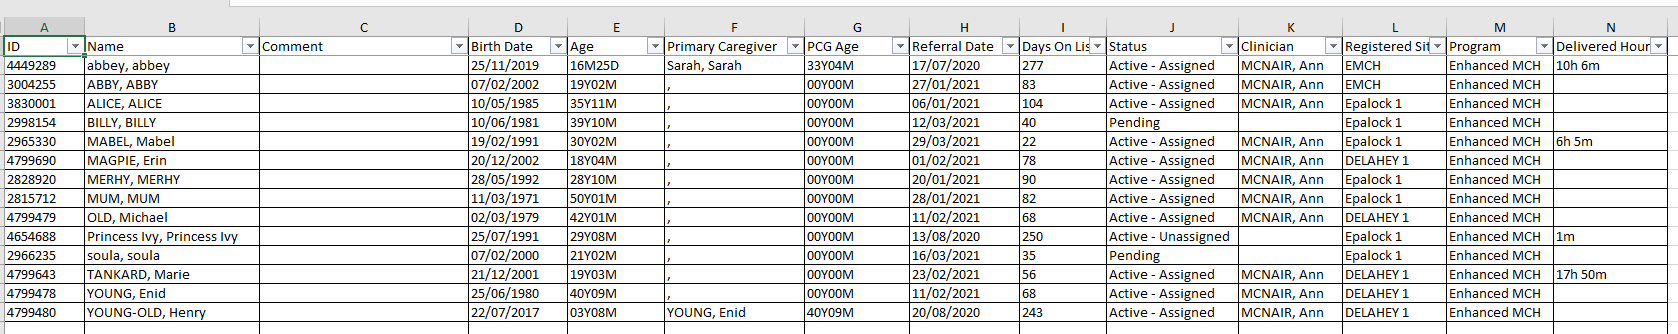 A B C D E F G H I J K L M N
ID Name Comment Birth Date Age Primary Caregiver PCG Age Referral Date Days On Lis Status Clinician Registered Sit Program Delivered Hour
4449289 abbey, abbey 25/11/2019 16M25D Sarah, Sarah 33Y04M 17/07/2020 277 Active - Assigned MCNAIR, Ann EMCH Enhanced MCH 10h 6m
3004255 ABBY, ABBY 07/02/2002 19Y02M , 00Y00M 27/01/2021 83 Active - Assigned MCNAIR, Ann EMCH Enhanced MCH
3830001 ALICE, ALICE 10/05/1985 35Y11M , 00Y00M 06/01/2021 104 Active - Assigned MCNAIR, Ann Epalock 1 Enhanced MCH
2998154 BILLY, BILLY 10/06/1981 39Y10M , 00Y00M 12/03/2021 40 Pending Epalock 1 Enhanced MCH
2965330 MABEL, Mabel 19/02/1991 30Y02M , 00Y00M 29/03/2021 22 Active - Assigned MCNAIR, Ann Epalock 1 Enhanced MCH 6h 5m
4799690 MAGPIE, Erin 20/12/2002 18Y04M , 00Y00M 01/02/2021 78 Active - Assigned MCNAIR, Ann DELAHEY 1 Enhanced MCH
2828920 MERHY, MERHY 28/05/1992 28Y10M , 00Y00M 20/01/2021 90 Active - Assigned MCNAIR, Ann Epalock 1 Enhanced MCH
2815712 MUM, MUM 11/03/1971 50Y01M , 00Y00M 28/01/2021 82 Active - Assigned MCNAIR, Ann Epalock 1 Enhanced MCH
4799479 OLD, Michael 02/03/1979 42Y01M , 00Y00M 11/02/2021 68 Active - Assigned MCNAIR, Ann DELAHEY 1 Enhanced MCH
4654688 Princess Ivy, Princess Ivy 25/07/1991 29Y08M , 00Y00M 13/08/2020 250 Active - Unassigned Epalock 1 Enhanced MCH 1m
2966235 soula, soula 07/02/2000 21Y02M , 00Y00M 16/03/2021 35 Pending Epalock 1 Enhanced MCH
4799643 TANKARD, Marie 21/12/2001 19Y03M , 00Y00M 23/02/2021 56 Active - Assigned MCNAIR, Ann DELAHEY 1 Enhanced MCH 17h 50m
4799478 YOUNG, Enid 25/06/1980 40Y09M , 00Y00M 11/02/2021 68 Active - Assigned MCNAIR, Ann DELAHEY 1 Enhanced MCH
4799480 YOUNG-OLD, Henry 22/07/2017 03Y08M YOUNG, Enid 40Y09M 20/08/2020 243 Active - Assigned MCNAIR, Ann DELAHEY 1 Enhanced MCH